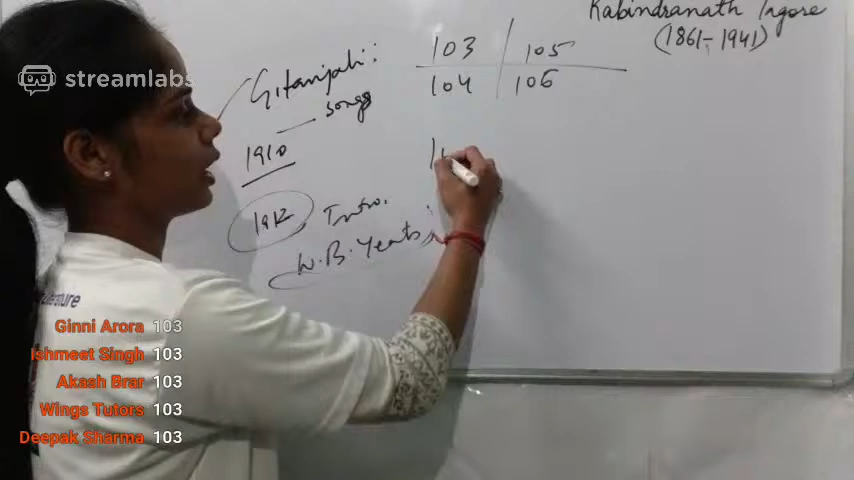 Rabindranath Tagore
(1861-1941)
103 105
104 106
Gitanjali:
songs
1910
1912 Intro.
W.B. Yeats
streamlabs
Ginni Arora 103
Ishmeet Singh 103
Akash Brar 103
Wings Tutors 103
Deepak Sharma 103